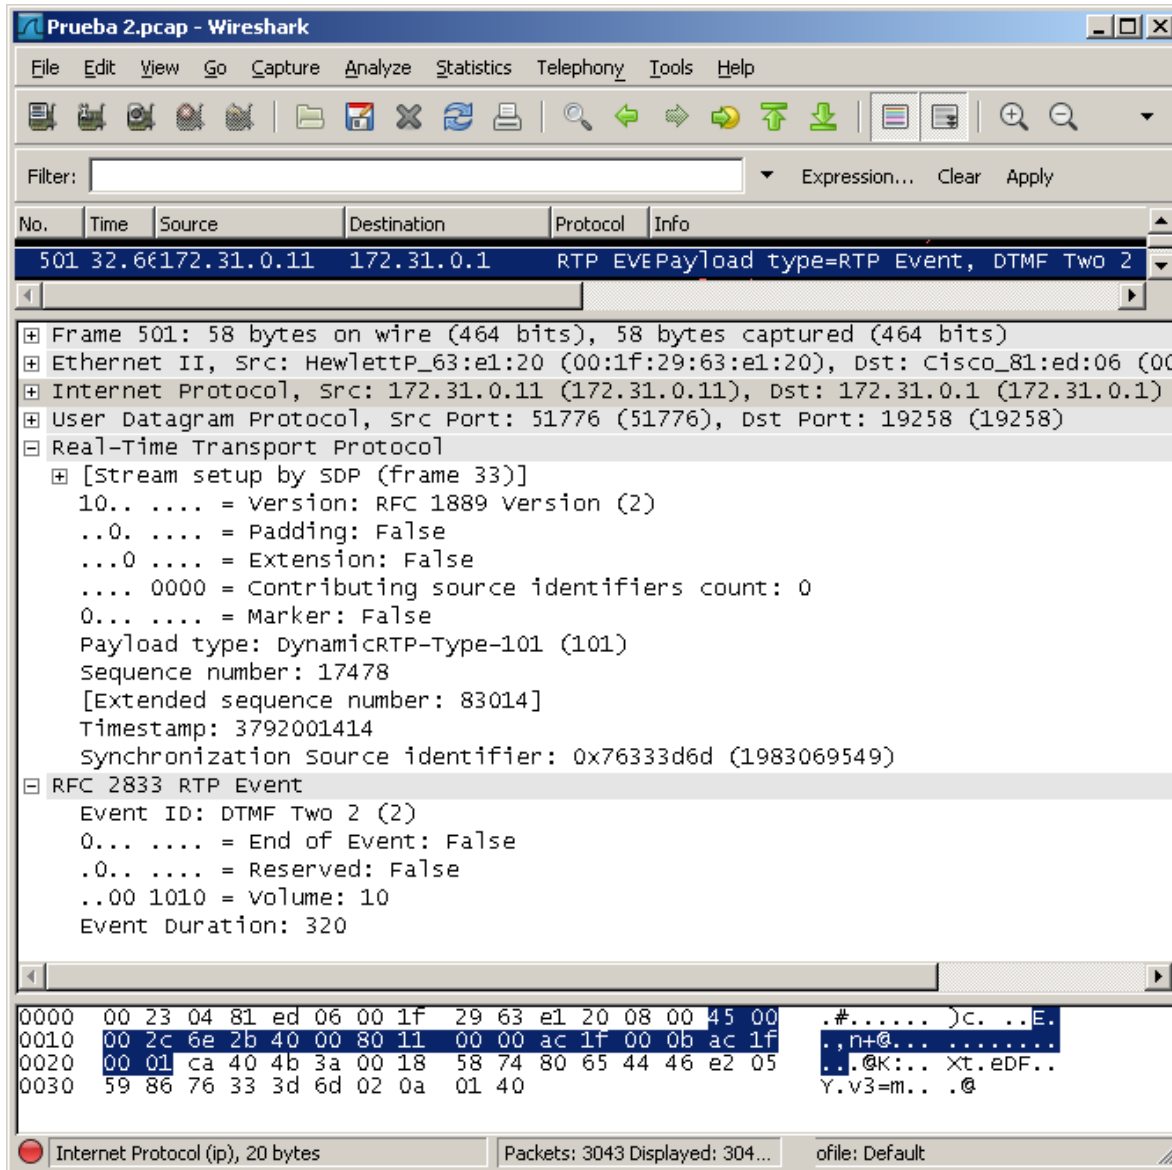 Prueba 2.pcap - Wireshark
File Edit View Go Capture Analyze Statistics Telephony Tools Help
Filter: Expression... Clear Apply
No. Time Source Destination Protocol Info
501 32.66 172.31.0.11 172.31.0.1 RTP EVE Payload type=RTP Event, DTMF Two 2
Frame 501: 58 bytes on wire (464 bits), 58 bytes captured (464 bits)
Ethernet II, Src: HewlettP_63:e1:20 (00:1f:29:63:e1:20), Dst: Cisco_81:ed:06 (00
Internet Protocol, Src: 172.31.0.11 (172.31.0.11), Dst: 172.31.0.1 (172.31.0.1)
User Datagram Protocol, Src Port: 51776 (51776), Dst Port: 19258 (19258)
Real-Time Transport Protocol
[Stream setup by SDP (frame 33)]
10.. .... = Version: RFC 1889 Version (2)
..0. .... = Padding: False
...0 .... = Extension: False
.... 0000 = Contributing source identifiers count: 0
0... .... = Marker: False
Payload type: DynamicRTP-Type-101 (101)
Sequence number: 17478
[Extended sequence number: 83014]
Timestamp: 3792001414
Synchronization Source identifier: 0x76333d6d (1983069549)
RFC 2833 RTP Event
Event ID: DTMF Two 2 (2)
0... .... = End of Event: False
.0.. .... = Reserved: False
..00 1010 = Volume: 10
Event Duration: 320
0000 00 23 04 81 ed 06 00 1f 29 63 e1 20 08 00 45 00 .#...... )c. ..E.
0010 00 2c 6e 2b 40 00 80 11 00 00 ac 1f 00 0b ac 1f .,n+@... ........
0020 00 01 ca 40 4b 3a 00 18 58 74 80 65 44 46 e2 05 ...@K:.. Xt.eDF..
0030 59 86 76 33 3d 6d 02 0a 01 40 Y.v3=m.. .@
Internet Protocol (ip), 20 bytes Packets: 3043 Displayed: 304... ofile: Default